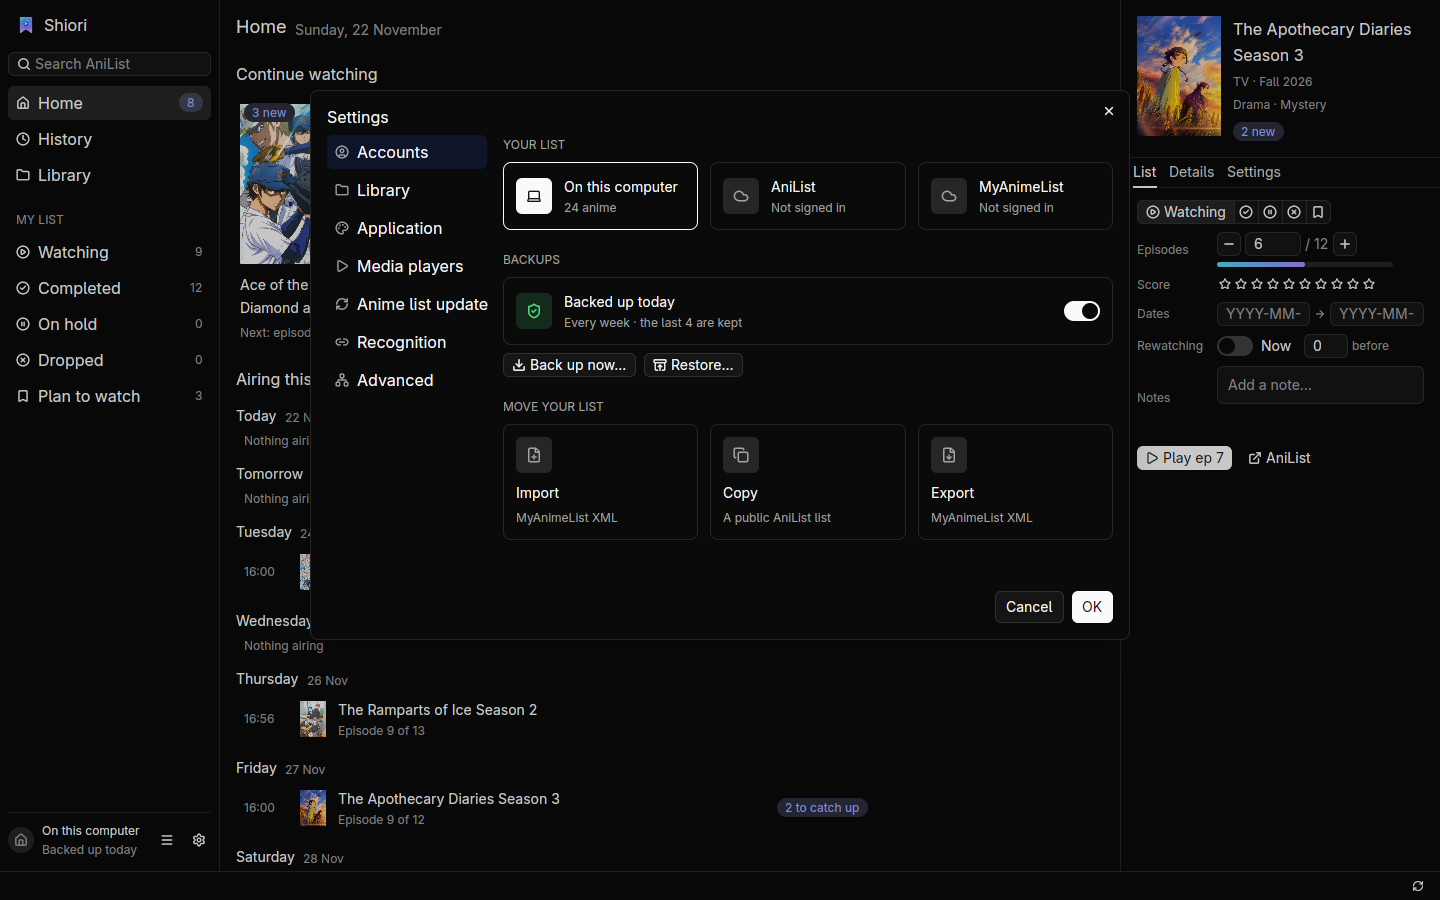 Shiori
Search AniList
Home 8
History
Library
MY LIST
Watching 9
Completed 12
On hold 0
Dropped 0
Plan to watch 3
On this computer
Backed up today
Home Sunday, 22 November
Continue watching
3 new
Ace of the
Diamond a
Next: episod
Airing this
Today 22 N
Nothing airi
Tomorrow
Nothing airi
Tuesday 24
16:00
Wednesday
Nothing airing
Thursday 26 Nov
16:56
The Ramparts of Ice Season 2
Episode 9 of 13
Friday 27 Nov
16:00
The Apothecary Diaries Season 3
Episode 9 of 12
2 to catch up
Saturday 28 Nov
Settings
Accounts
Library
Application
Media players
Anime list update
Recognition
Advanced
YOUR LIST
On this computer
24 anime
AniList
Not signed in
MyAnimeList
Not signed in
BACKUPS
Backed up today
Every week · the last 4 are kept
Back up now...
Restore...
MOVE YOUR LIST
Import
MyAnimeList XML
Copy
A public AniList list
Export
MyAnimeList XML
Cancel
OK
The Apothecary Diaries
Season 3
TV · Fall 2026
Drama · Mystery
2 new
List Details Settings
Watching
Episodes 6 / 12
Score
Dates YYYY-MM- YYYY-MM-
Rewatching Now 0 before
Notes Add a note...
Play ep 7
AniList